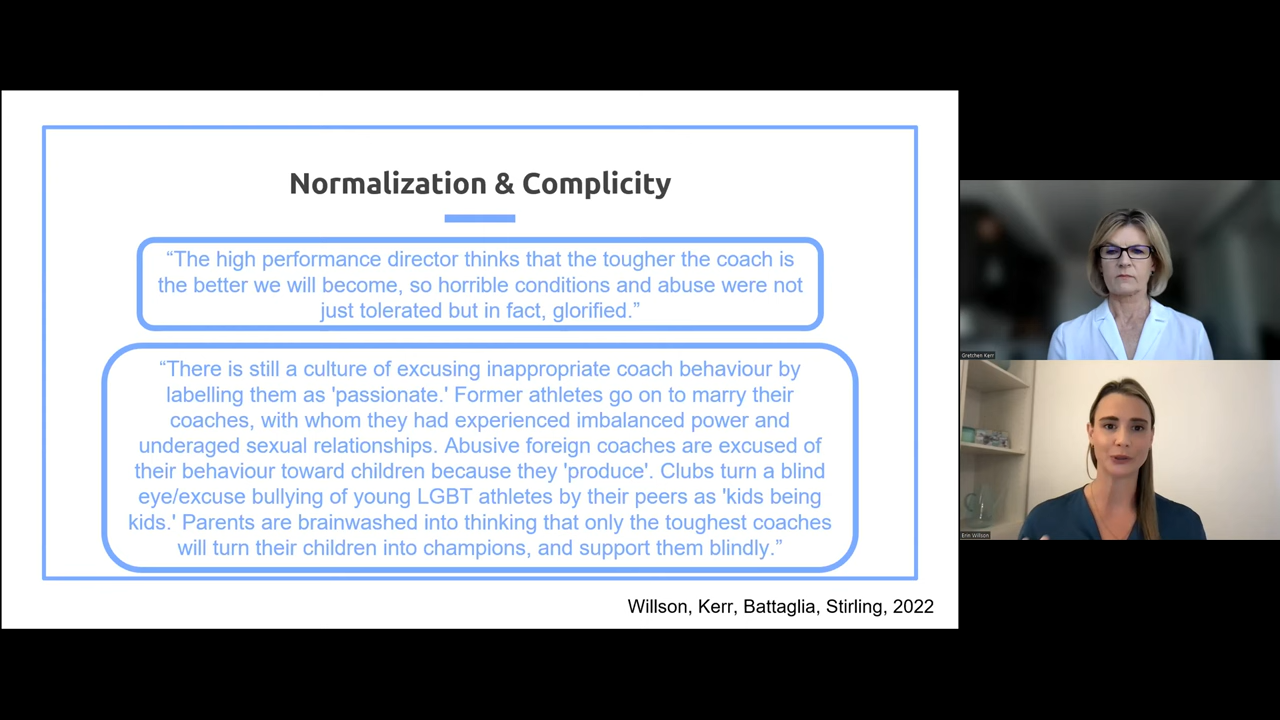 Normalization & Complicity
“The high performance director thinks that the tougher the coach is
the better we will become, so horrible conditions and abuse were not
just tolerated but in fact, glorified.”
“There is still a culture of excusing inappropriate coach behaviour by
labelling them as 'passionate.' Former athletes go on to marry their
coaches, with whom they had experienced imbalanced power and
underaged sexual relationships. Abusive foreign coaches are excused of
their behaviour toward children because they 'produce'. Clubs turn a blind
eye/excuse bullying of young LGBT athletes by their peers as 'kids being
kids.' Parents are brainwashed into thinking that only the toughest coaches
will turn their children into champions, and support them blindly.”
Willson, Kerr, Battaglia, Stirling, 2022
Gretchen Kerr
Erin Willson